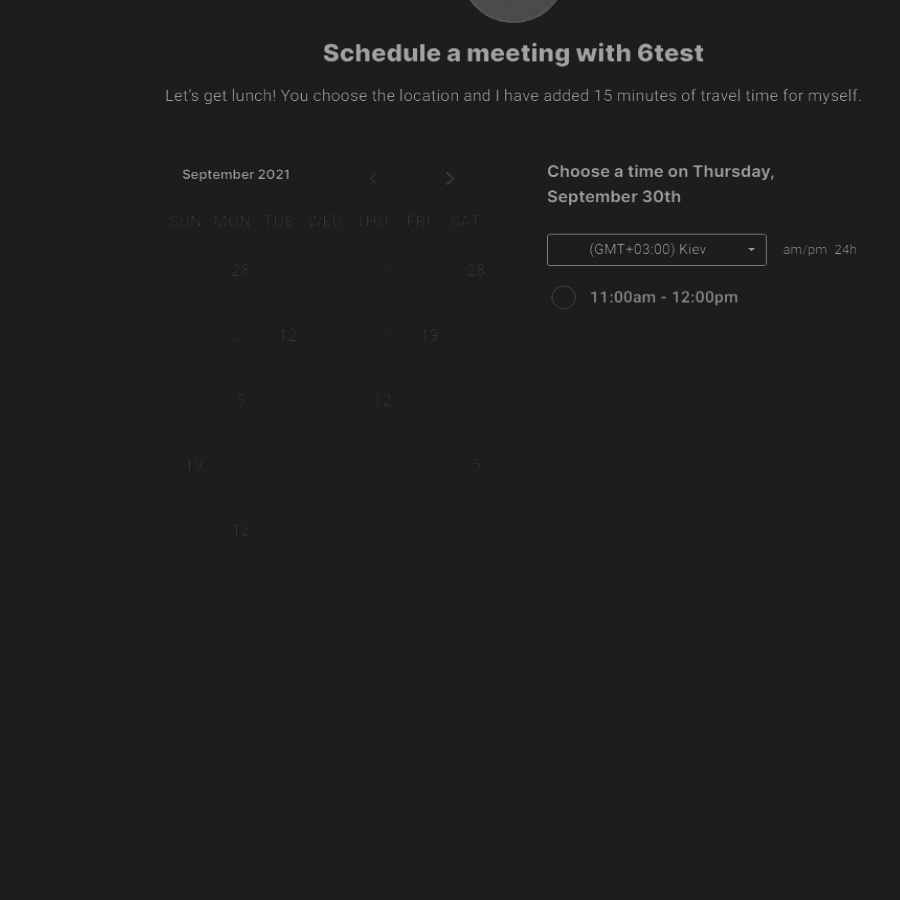 Schedule a meeting with 6test
Let's get lunch! You choose the location and I have added 15 minutes of travel time for myself.
September 2021
SUN MON TUE WED THU FRI SAT
28 28
12 19
5 12
19 5
12
Choose a time on Thursday,
September 30th
(GMT+03:00) Kiev
am/pm 24h
11:00am - 12:00pm